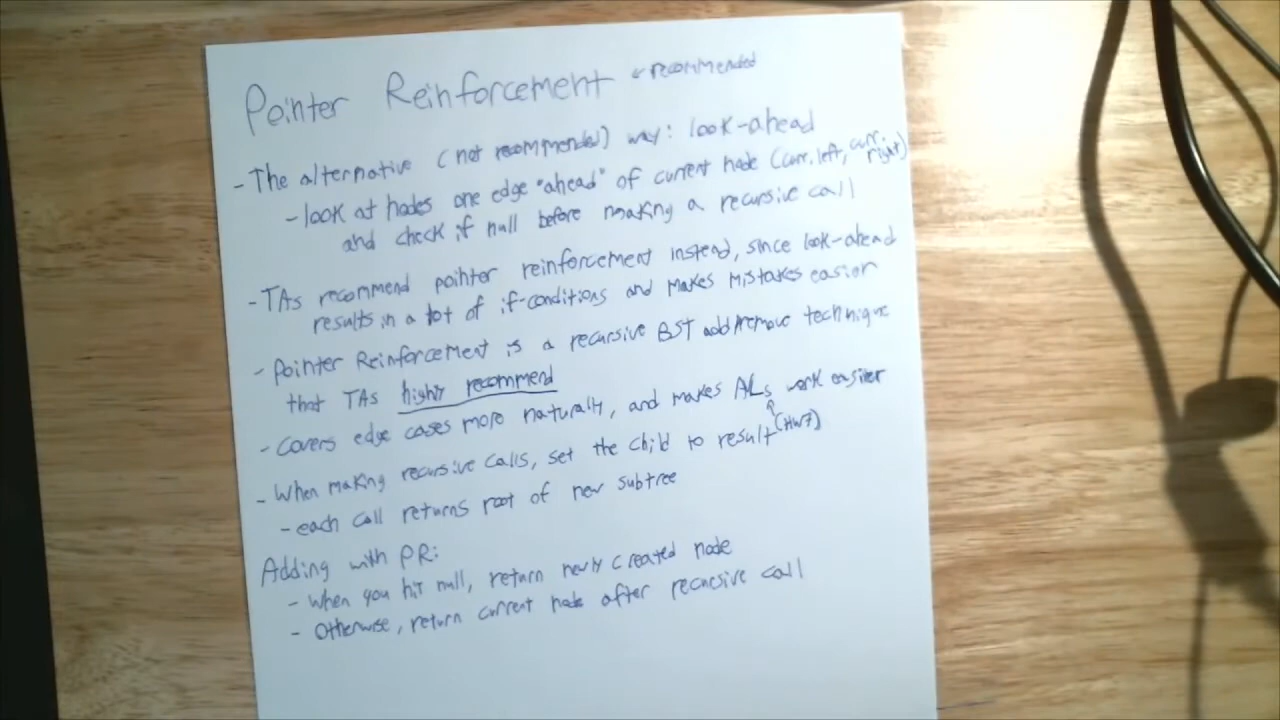 Pointer Reinforcement ↙ recommended
- The alternative (not recommended) way: look-ahead
- look at nodes one edge "ahead" of current node (curr.left, curr.right)
and check if null before making a recursive call
- TAs recommend pointer reinforcement instead, since look-ahead
results in a lot of if-conditions and makes mistakes easier
- Pointer Reinforcement is a recursive BST add/remove technique
that TAs highly recommend
- Covers edge cases more naturally, and makes AVLs work easier
↑ (HW7)
- When making recursive calls, set the child to result
- each call returns root of new subtree
Adding with PR:
- When you hit null, return newly created node
- Otherwise, return current node after recursive call